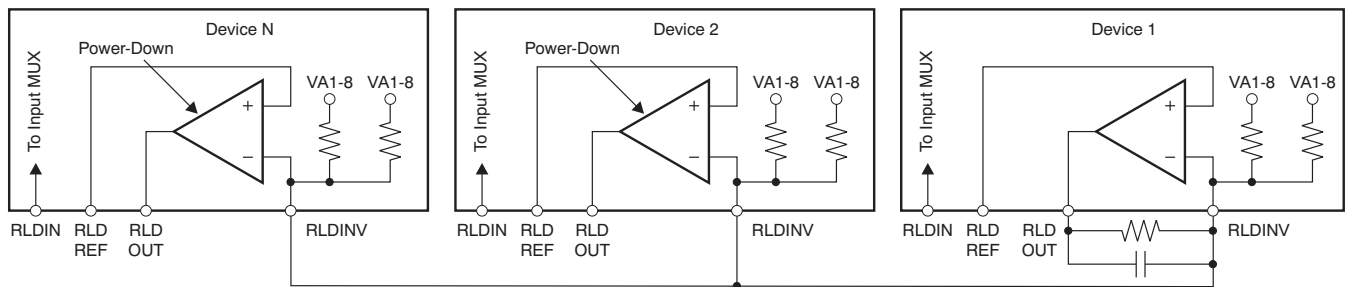 Device N
Power-Down
To Input MUX
VA1-8 VA1-8
+
−
RLDIN RLD REF RLD OUT RLDINV
Device 2
Power-Down
To Input MUX
VA1-8 VA1-8
+
−
RLDIN RLD REF RLD OUT RLDINV
Device 1
To Input MUX
VA1-8 VA1-8
+
−
RLDIN RLD REF RLD OUT RLDINV